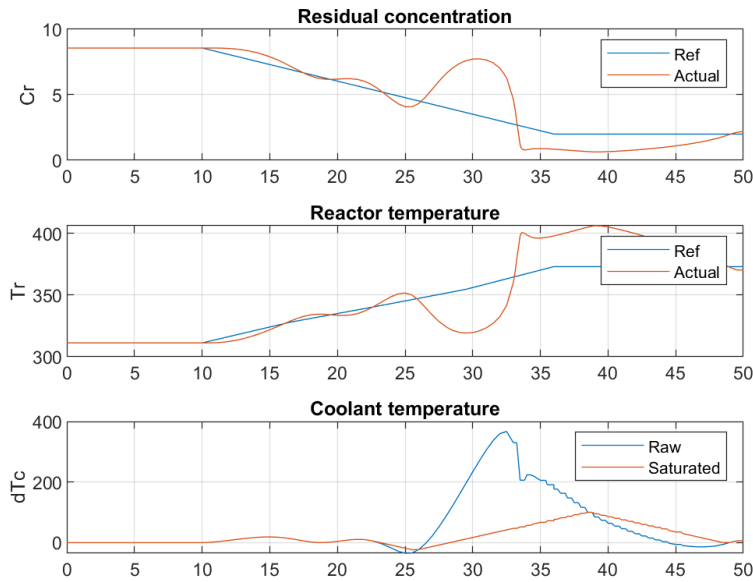 Residual concentration
10
5
0
Cr
Ref
Actual
0 5 10 15 20 25 30 35 40 45 50
Reactor temperature
400
350
300
Tr
Ref
Actual
0 5 10 15 20 25 30 35 40 45 50
Coolant temperature
400
200
0
dTc
Raw
Saturated
0 5 10 15 20 25 30 35 40 45 50